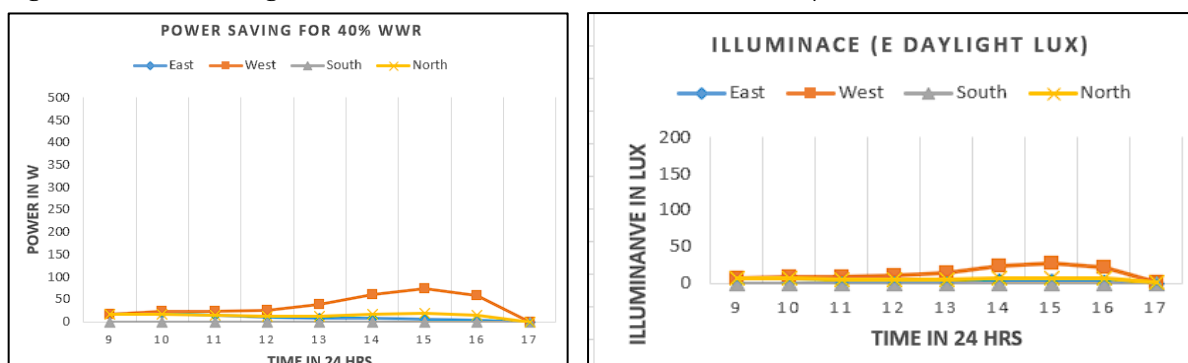 POWER SAVING FOR 40% WWR
East West South North
500
450
400
350
300
250
200
150
100
50
0
POWER IN W
9 10 11 12 13 14 15 16 17
TIME IN 24 HRS
ILLUMINACE (E DAYLIGHT LUX)
East West South North
200
150
100
50
0
ILLUMINANVE IN LUX
9 10 11 12 13 14 15 16 17
TIME IN 24 HRS